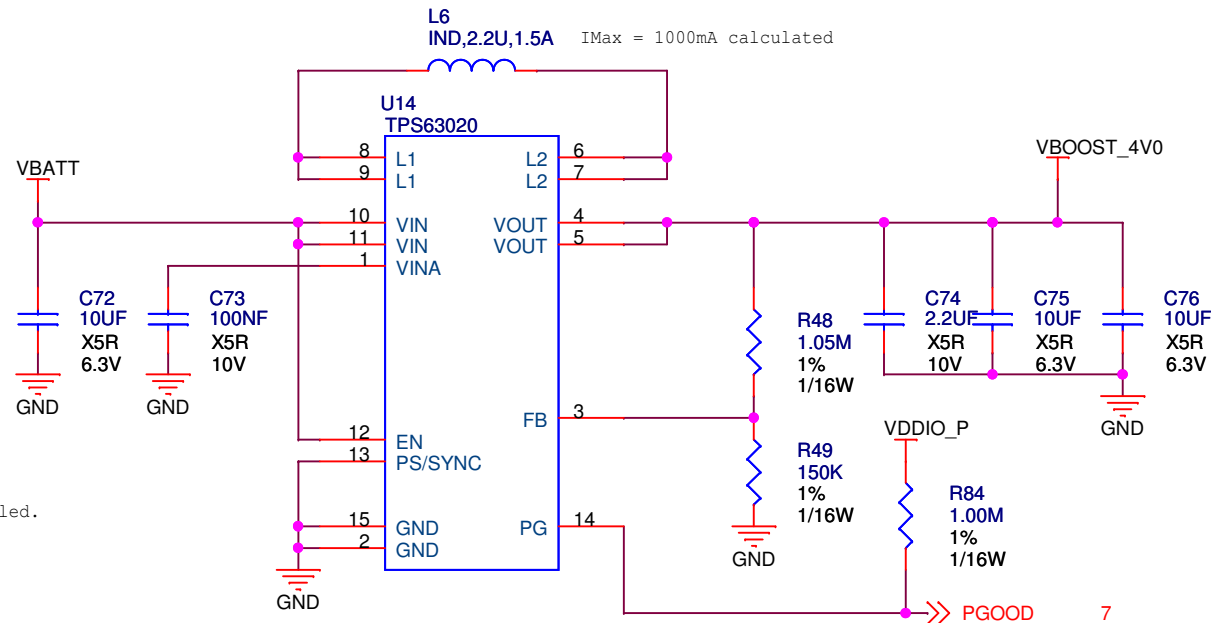 L6
IND,2.2U,1.5A
IMax = 1000mA calculated
U14
TPS63020
VBATT
VBOOST_4V0
8 L1 L2 6
9 L1 L2 7
10 VIN VOUT 4
11 VIN VOUT 5
1 VINA
C72
10UF
X5R
6.3V
GND
C73
100NF
X5R
10V
GND
R48
1.05M
1%
1/16W
C74
2.2UF
X5R
10V
C75
10UF
X5R
6.3V
C76
10UF
X5R
6.3V
GND
FB 3
12 EN
13 PS/SYNC
R49
150K
1%
1/16W
GND
VDDIO_P
R84
1.00M
1%
1/16W
led.
15 GND PG 14
2 GND
GND
PGOOD 7